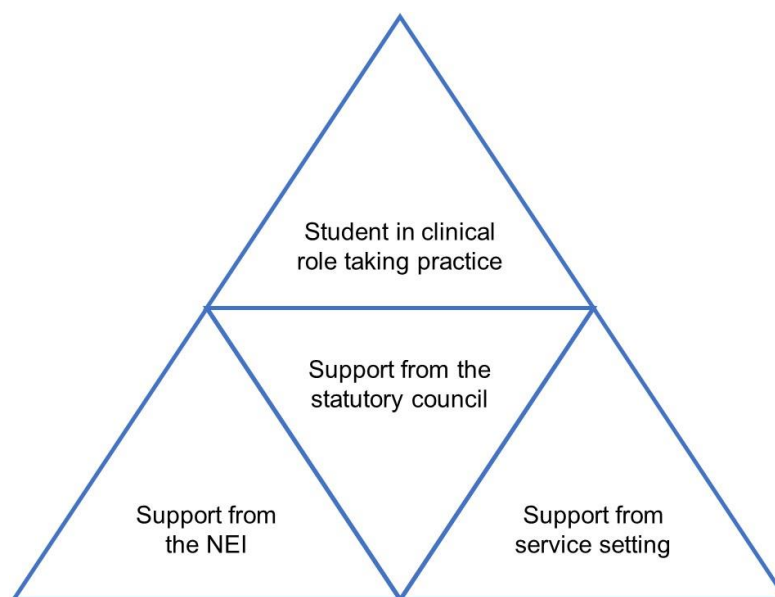 Student in clinical
role taking practice
Support from the
statutory council
Support from
the NEI
Support from
service setting